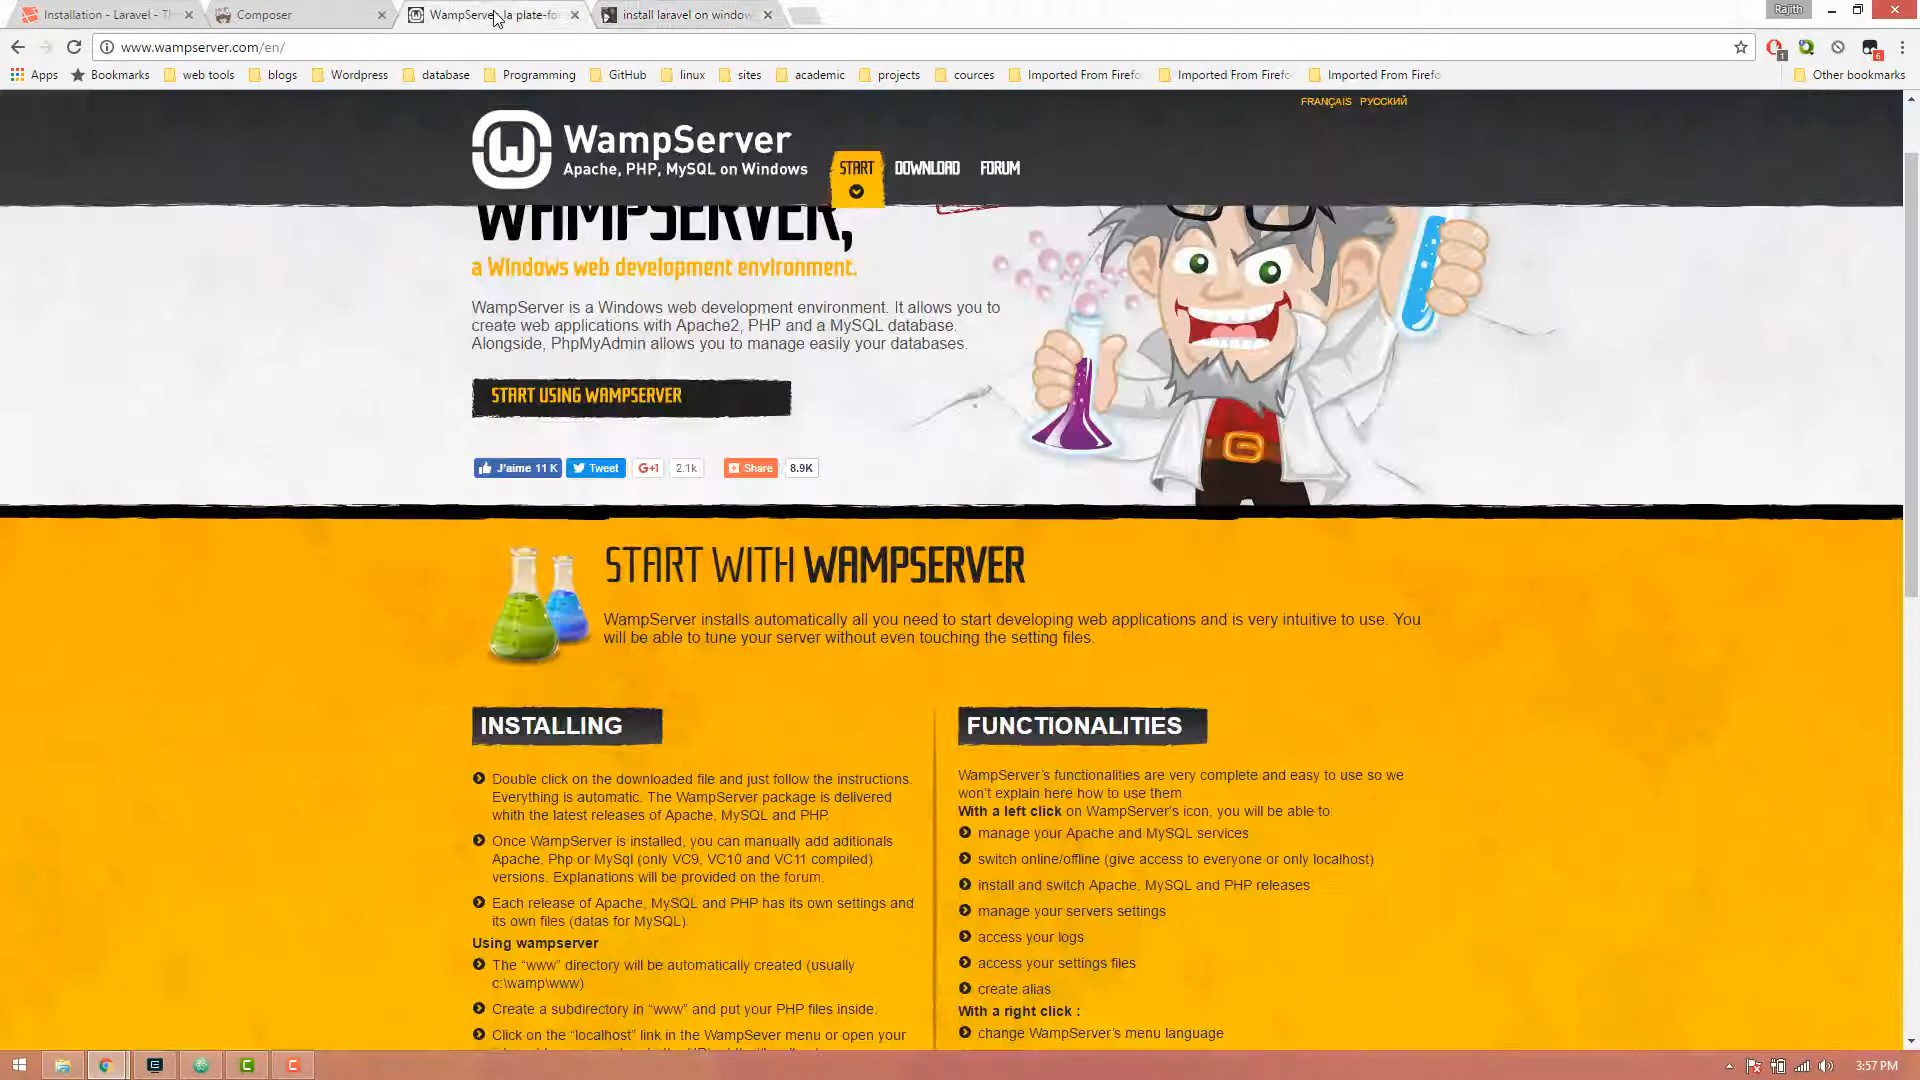 Installation - Laravel - Th
Composer
WampServer, la plate-fo
install laravel on window
Rajith
www.wampserver.com/en/
1
6
Apps
Bookmarks
web tools
blogs
Wordpress
database
Programming
GitHub
linux
sites
academic
projects
cources
Imported From Firefo
Imported From Firefo
Imported From Firefo
Other bookmarks
FRANÇAIS РУССКИЙ
WampServer
Apache, PHP, MySQL on Windows
START
DOWNLOAD
FORUM
WAMPSERVER,
a Windows web development environment.
WampServer is a Windows web development environment. It allows you to
create web applications with Apache2, PHP and a MySQL database.
Alongside, PhpMyAdmin allows you to manage easily your databases.
START USING WAMPSERVER
J'aime 11 K
Tweet
G+1
2.1k
Share
8.9K
START WITH WAMPSERVER
WampServer installs automatically all you need to start developing web applications and is very intuitive to use. You
will be able to tune your server without even touching the setting files.
INSTALLING
Double click on the downloaded file and just follow the instructions.
Everything is automatic. The WampServer package is delivered
whith the latest releases of Apache, MySQL and PHP.
Once WampServer is installed, you can manually add aditionals
Apache, Php or MySql (only VC9, VC10 and VC11 compiled)
versions. Explanations will be provided on the forum.
Each release of Apache, MySQL and PHP has its own settings and
its own files (datas for MySQL).
Using wampserver
The “www” directory will be automatically created (usually
c:\wamp\www)
Create a subdirectory in “www” and put your PHP files inside.
Click on the “localhost” link in the WampSever menu or open your
FUNCTIONALITIES
WampServer’s functionalities are very complete and easy to use so we
won’t explain here how to use them.
With a left click on WampServer’s icon, you will be able to:
manage your Apache and MySQL services
switch online/offline (give access to everyone or only localhost)
install and switch Apache, MySQL and PHP releases
manage your servers settings
access your logs
access your settings files
create alias
With a right click :
change WampServer’s menu language
3:57 PM